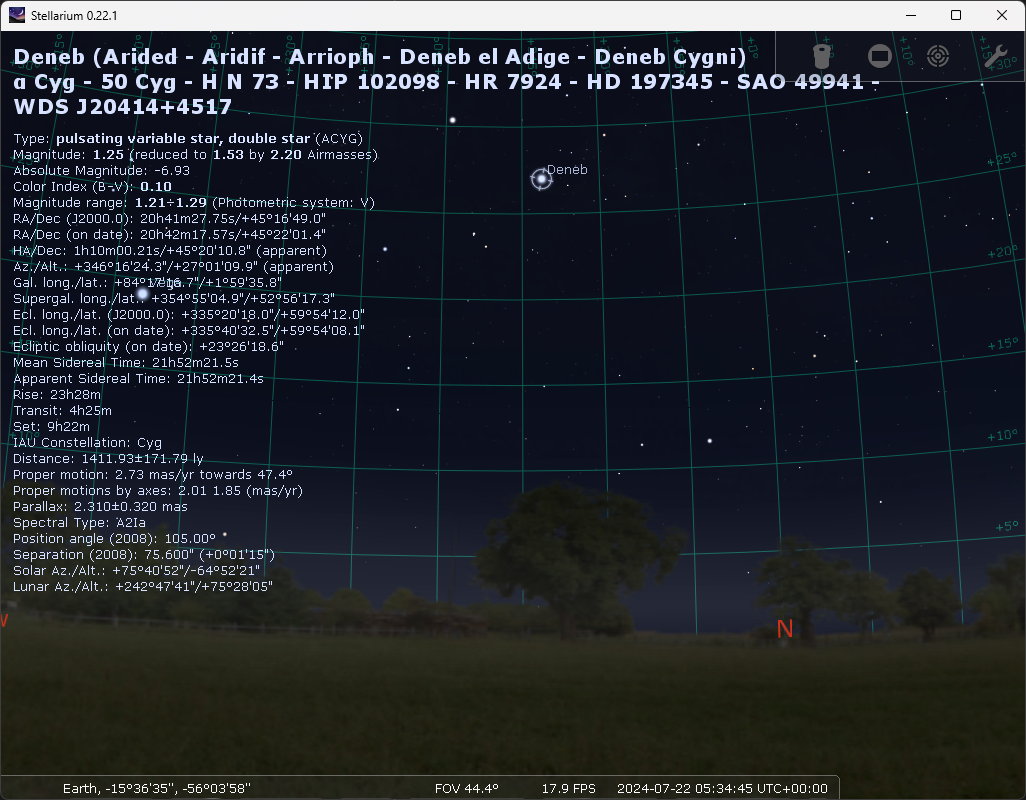 Stellarium 0.22.1
Deneb (Arided - Aridif - Arrioph - Deneb el Adige - Deneb Cygni)
α Cyg - 50 Cyg - H N 73 - HIP 102098 - HR 7924 - HD 197345 - SAO 49941 -
WDS J20414+4517
Type: pulsating variable star, double star (ACYG)
Magnitude: 1.25 (reduced to 1.53 by 2.20 Airmasses)
Absolute Magnitude: -6.93
Color Index (B-V): 0.10
Magnitude range: 1.21÷1.29 (Photometric system: V)
RA/Dec (J2000.0): 20h41m27.75s/+45°16'49.0"
RA/Dec (on date): 20h42m17.57s/+45°22'01.4"
HA/Dec: 1h10m00.21s/+45°20'10.8" (apparent)
Az./Alt.: +346°16'24.3"/+27°01'09.9" (apparent)
Gal. long./lat.: +84°17'16.7"/+1°59'35.8"
Supergal. long./lat.: +354°55'04.9"/+52°56'17.3"
Ecl. long./lat. (J2000.0): +335°20'18.0"/+59°54'12.0"
Ecl. long./lat. (on date): +335°40'32.5"/+59°54'08.1"
Ecliptic obliquity (on date): +23°26'18.6"
Mean Sidereal Time: 21h52m21.5s
Apparent Sidereal Time: 21h52m21.4s
Rise: 23h28m
Transit: 4h25m
Set: 9h22m
IAU Constellation: Cyg
Distance: 1411.93±171.79 ly
Proper motion: 2.73 mas/yr towards 47.4°
Proper motions by axes: 2.01 1.85 (mas/yr)
Parallax: 2.310±0.320 mas
Spectral Type: A2Ia
Position angle (2008): 105.00°
Separation (2008): 75.600" (+0°01'15")
Solar Az./Alt.: +75°40'52"/-64°52'21"
Lunar Az./Alt.: +242°47'41"/+75°28'05"
Deneb
Vega
+0°
+5°
+10°
+15°
+30°
+25°
+20°
+15°
+10°
+5°
W
N
Earth, -15°36'35", -56°03'58"
FOV 44.4°
17.9 FPS
2024-07-22 05:34:45 UTC+00:00